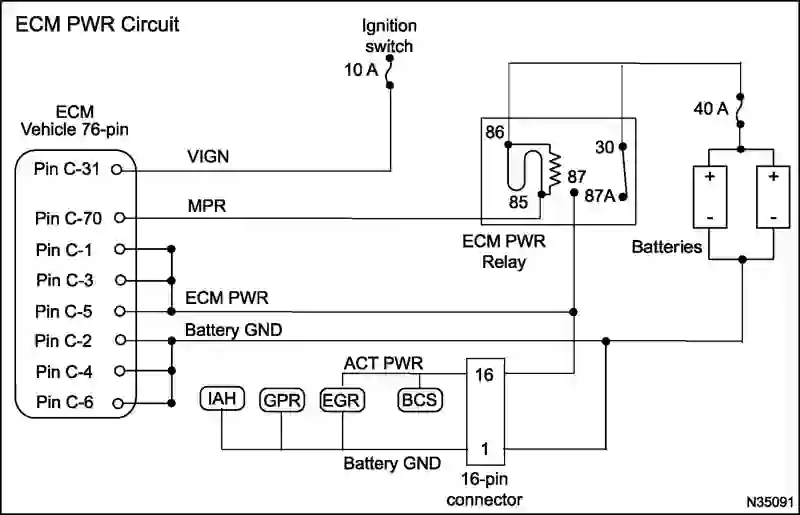 ECM PWR Circuit
Ignition
switch
10 A
40 A
ECM
Vehicle 76-pin
VIGN
Pin C-31
MPR
Pin C-70
Pin C-1
Pin C-3
ECM PWR
Pin C-5
Battery GND
Pin C-2
Pin C-4
Pin C-6
86
30
87
85
87A
ECM PWR
Relay
+
+
-
-
Batteries
ACT PWR
16
IAH
GPR
EGR
BCS
1
Battery GND
16-pin
connector
N35091